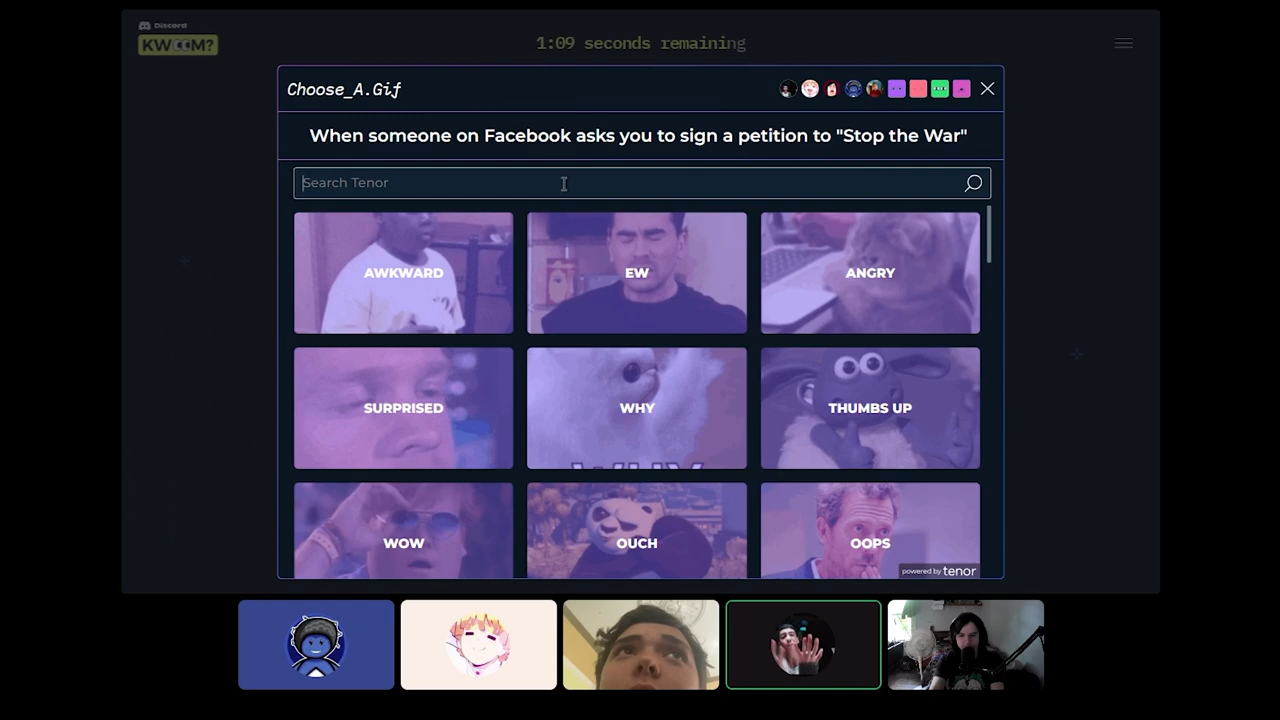 Discord
KWOOM?
1:09 seconds remaining
Choose_A.Gif
When someone on Facebook asks you to sign a petition to "Stop the War"
Search Tenor
AWKWARD
EW
ANGRY
SURPRISED
WHY
THUMBS UP
WOW
OUCH
OOPS
powered by tenor